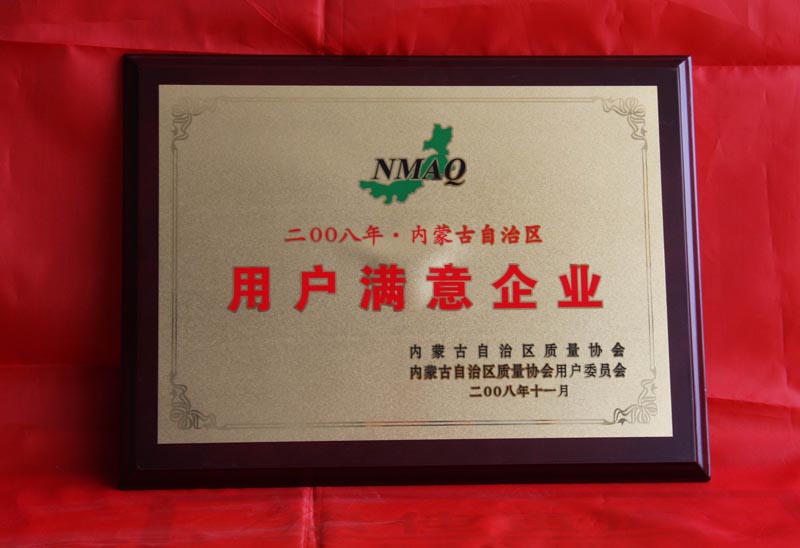 NMAQ
二00八年·内蒙古自治区
用户满意企业
内蒙古自治区质量协会
内蒙古自治区质量协会用户委员会
二00八年十一月